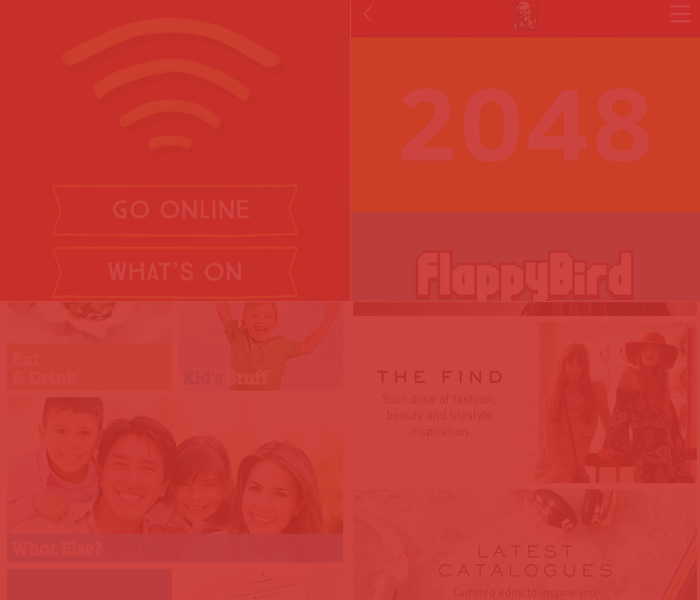 GO ONLINE
WHAT'S ON
2048
FlappyBird
Eat
& Drink
Kid's Stuff
What Else?
THE FIND
Your dose of fashion,
beauty and lifestyle
inspiration
LATEST
CATALOGUES
Curated edits to inspire you